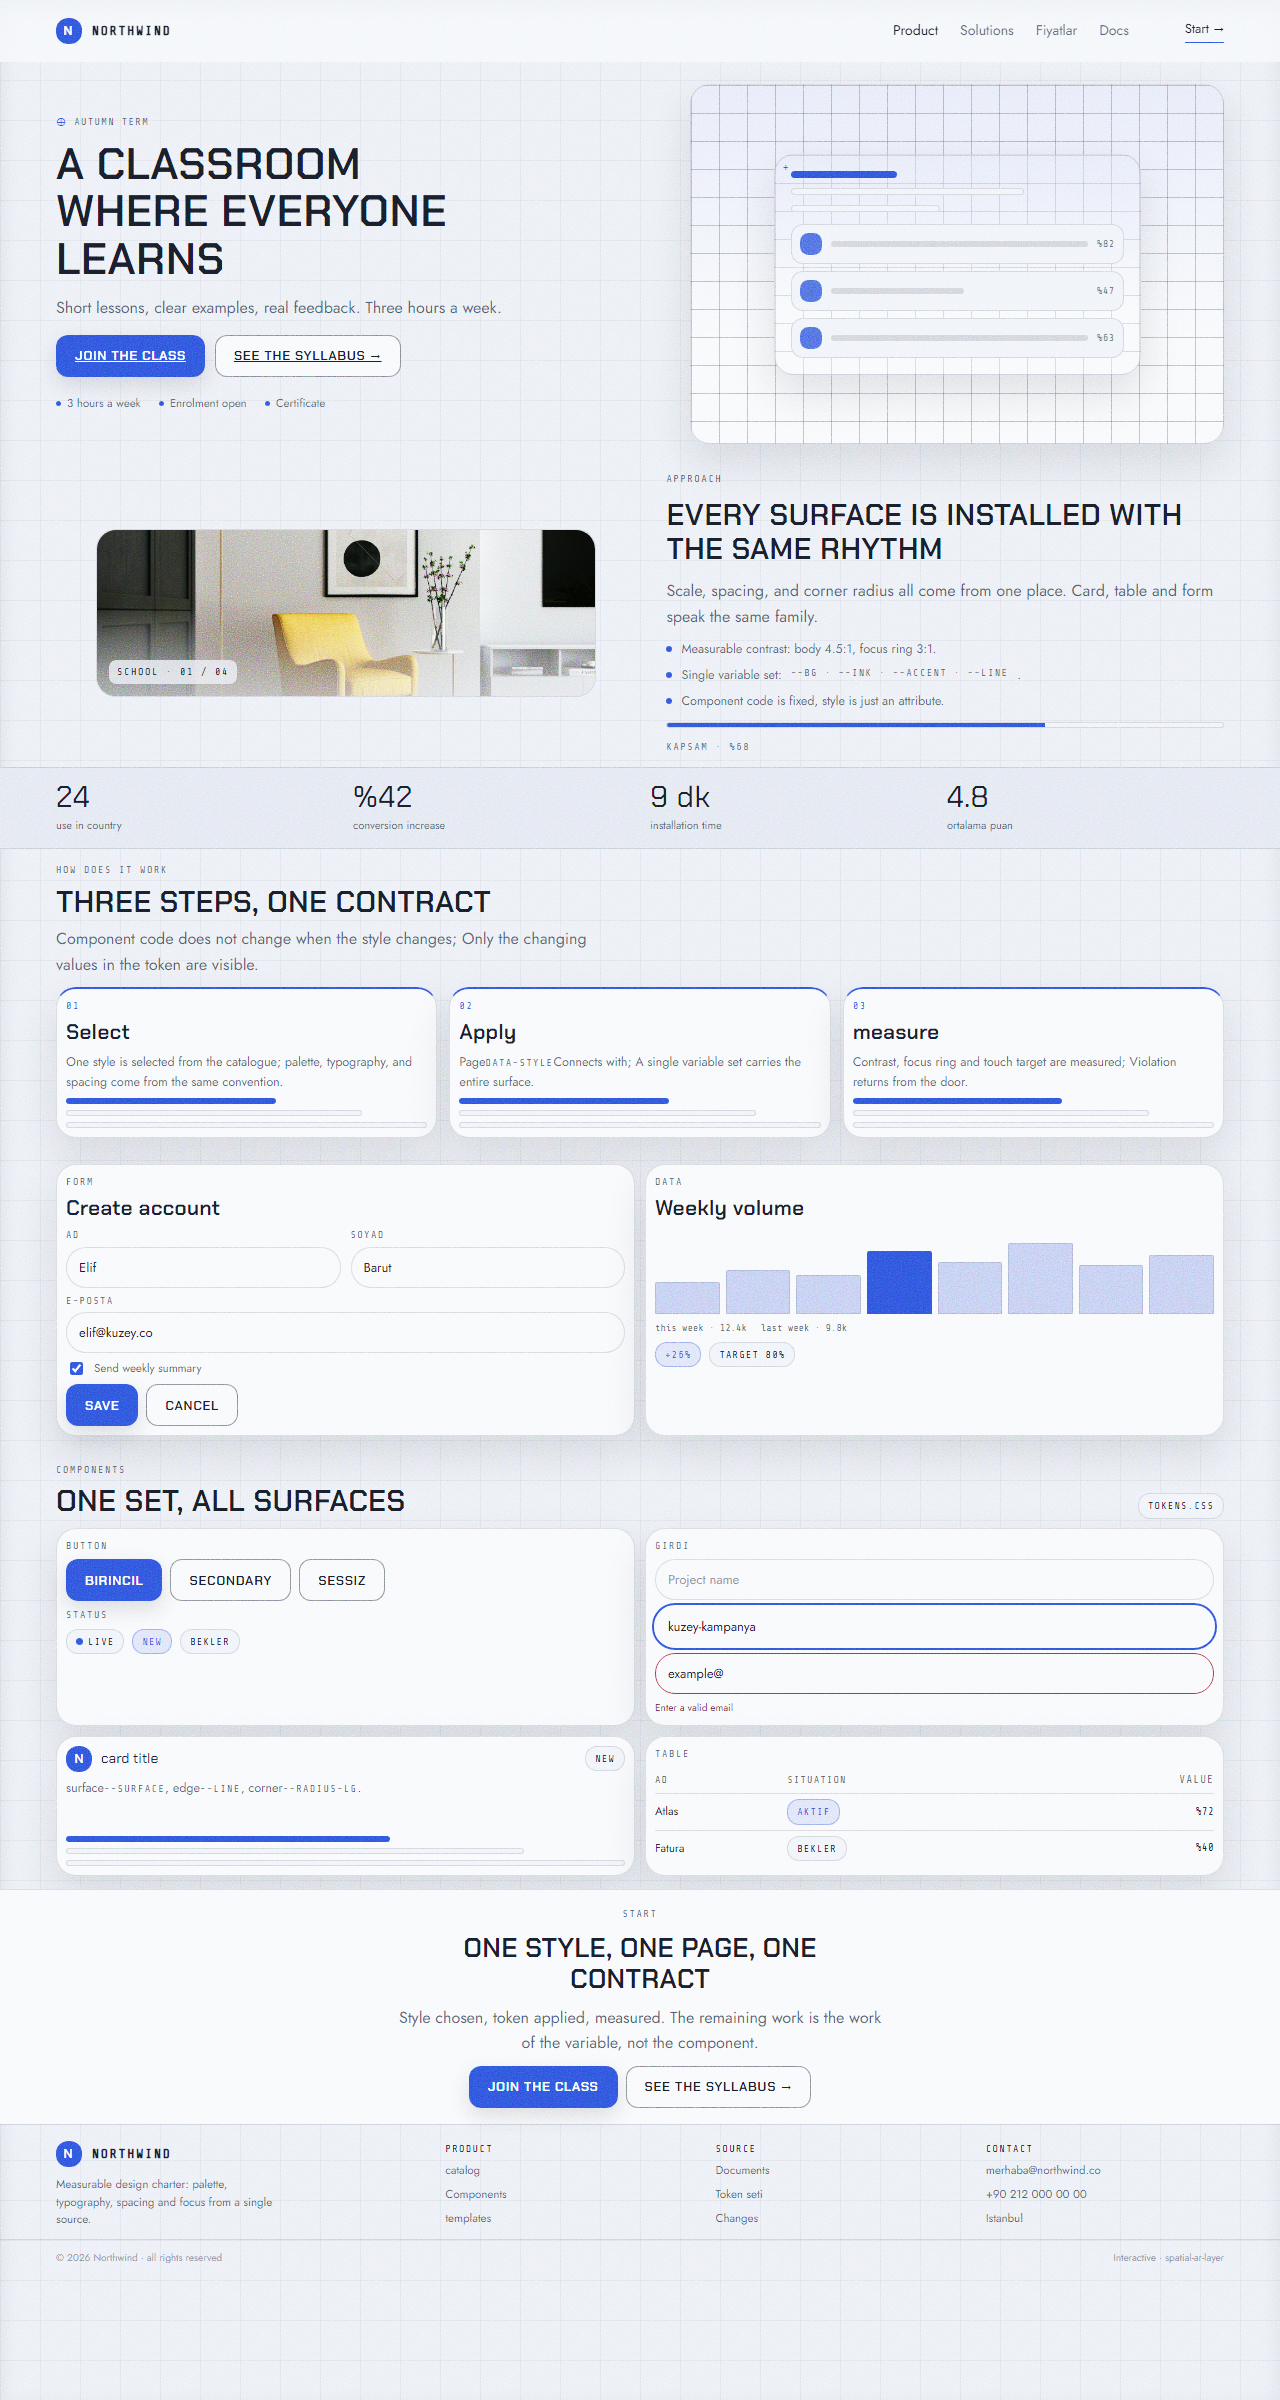 N NORTHWIND
Product Solutions Fiyatlar Docs Start →
AUTUMN TERM
A CLASSROOM
WHERE EVERYONE
LEARNS
Short lessons, clear examples, real feedback. Three hours a week.
JOIN THE CLASS SEE THE SYLLABUS →
3 hours a week Enrolment open Certificate
+
%82
%47
%63
SCHOOL · 01 / 04
APPROACH
EVERY SURFACE IS INSTALLED WITH
THE SAME RHYTHM
Scale, spacing, and corner radius all come from one place. Card, table and form
speak the same family.
Measurable contrast: body 4.5:1, focus ring 3:1.
Single variable set: --BG · --INK · --ACCENT · --LINE .
Component code is fixed, style is just an attribute.
KAPSAM · %68
24 %42 9 dk 4.8
use in country conversion increase installation time ortalama puan
HOW DOES IT WORK
THREE STEPS, ONE CONTRACT
Component code does not change when the style changes; Only the changing
values in the token are visible.
01
Select
One style is selected from the catalogue; palette, typography, and
spacing come from the same convention.
02
Apply
PageDATA-STYLEConnects with; A single variable set carries the
entire surface.
03
measure
Contrast, focus ring and touch target are measured; Violation
returns from the door.
FORM
Create account
AD SOYAD
Elif Barut
E-POSTA
elif@kuzey.co
Send weekly summary
SAVE CANCEL
DATA
Weekly volume
this week · 12.4k last week · 9.8k
+26% TARGET 80%
COMPONENTS
ONE SET, ALL SURFACES
TOKENS.CSS
BUTTON
BIRINCIL SECONDARY SESSIZ
STATUS
LIVE NEW BEKLER
GIRDI
Project name
kuzey-kampanya
example@
Enter a valid email
N card title NEW
surface--SURFACE, edge--LINE, corner--RADIUS-LG.
TABLE
AD SITUATION VALUE
Atlas AKTIF %72
Fatura BEKLER %40
START
ONE STYLE, ONE PAGE, ONE
CONTRACT
Style chosen, token applied, measured. The remaining work is the work
of the variable, not the component.
JOIN THE CLASS SEE THE SYLLABUS →
N NORTHWIND
Measurable design charter: palette,
typography, spacing and focus from a single
source.
PRODUCT
catalog
Components
templates
SOURCE
Documents
Token seti
Changes
CONTACT
merhaba@northwind.co
+90 212 000 00 00
Istanbul
© 2026 Northwind · all rights reserved
Interactive · spatial-ar-layer